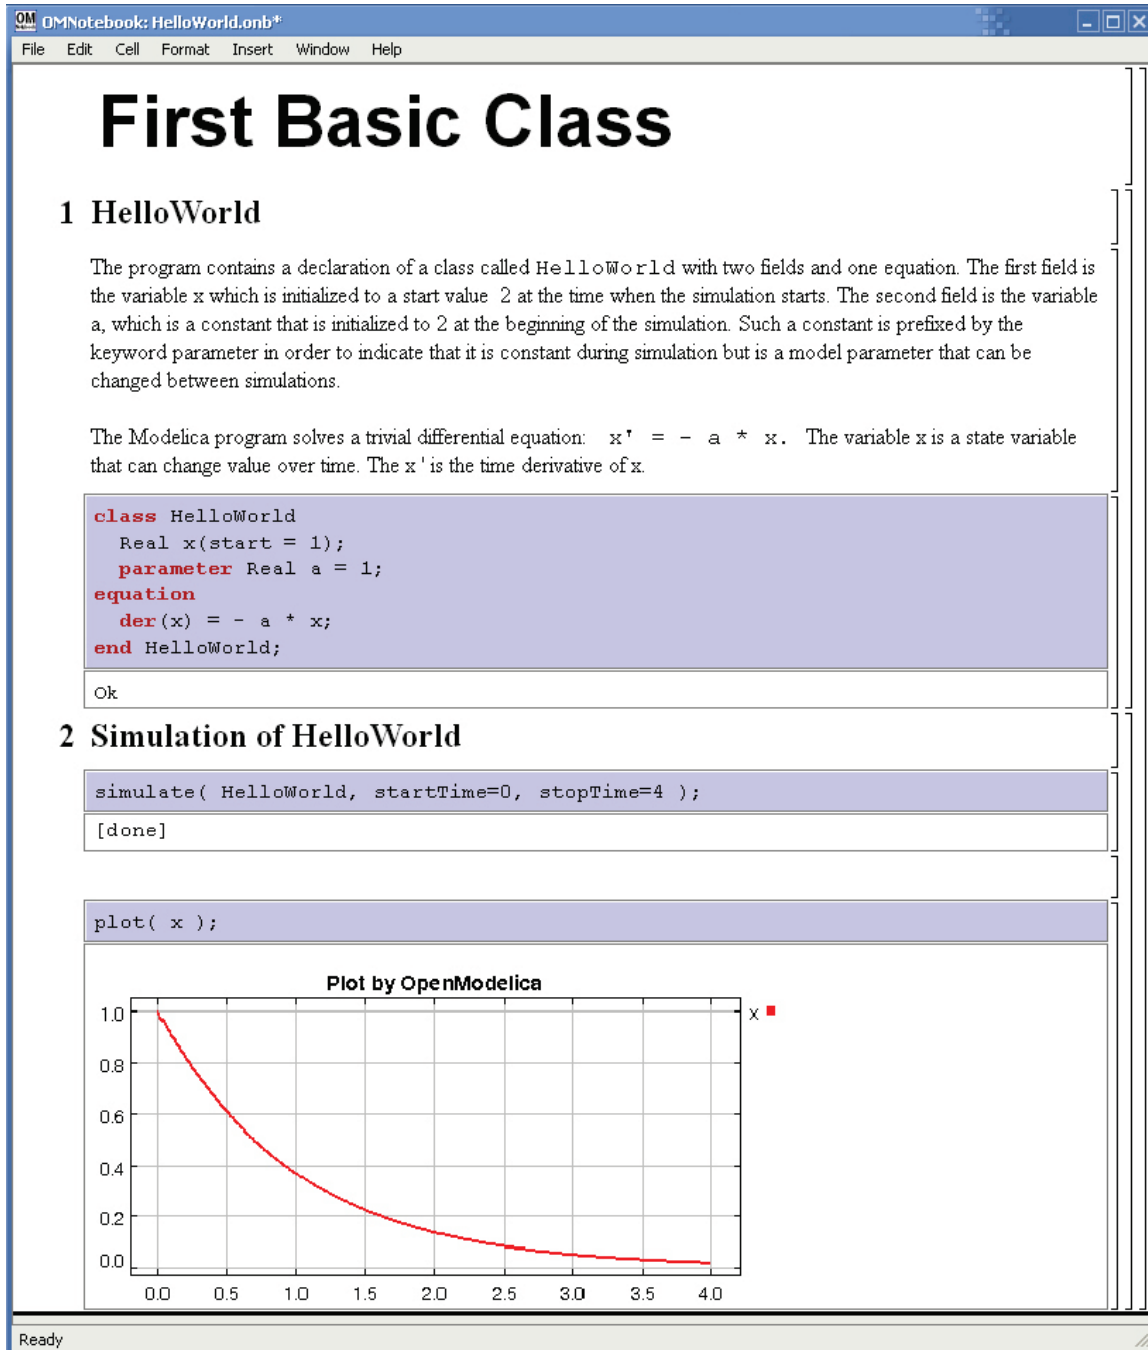 OMNotebook: HelloWorld.onb*
File Edit Cell Format Insert Window Help
First Basic Class
1 HelloWorld
The program contains a declaration of a class called HelloWorld with two fields and one equation. The first field is
the variable x which is initialized to a start value 2 at the time when the simulation starts. The second field is the variable
a, which is a constant that is initialized to 2 at the beginning of the simulation. Such a constant is prefixed by the
keyword parameter in order to indicate that it is constant during simulation but is a model parameter that can be
changed between simulations.
The Modelica program solves a trivial differential equation: x' = - a * x. The variable x is a state variable
that can change value over time. The x ' is the time derivative of x.
class HelloWorld
  Real x(start = 1);
  parameter Real a = 1;
equation
  der(x) = - a * x;
end HelloWorld;
Ok
2 Simulation of HelloWorld
simulate( HelloWorld, startTime=0, stopTime=4 );
[done]
plot( x );
Plot by OpenModelica
x
1.0
0.8
0.6
0.4
0.2
0.0
0.0 0.5 1.0 1.5 2.0 2.5 3.0 3.5 4.0
Ready